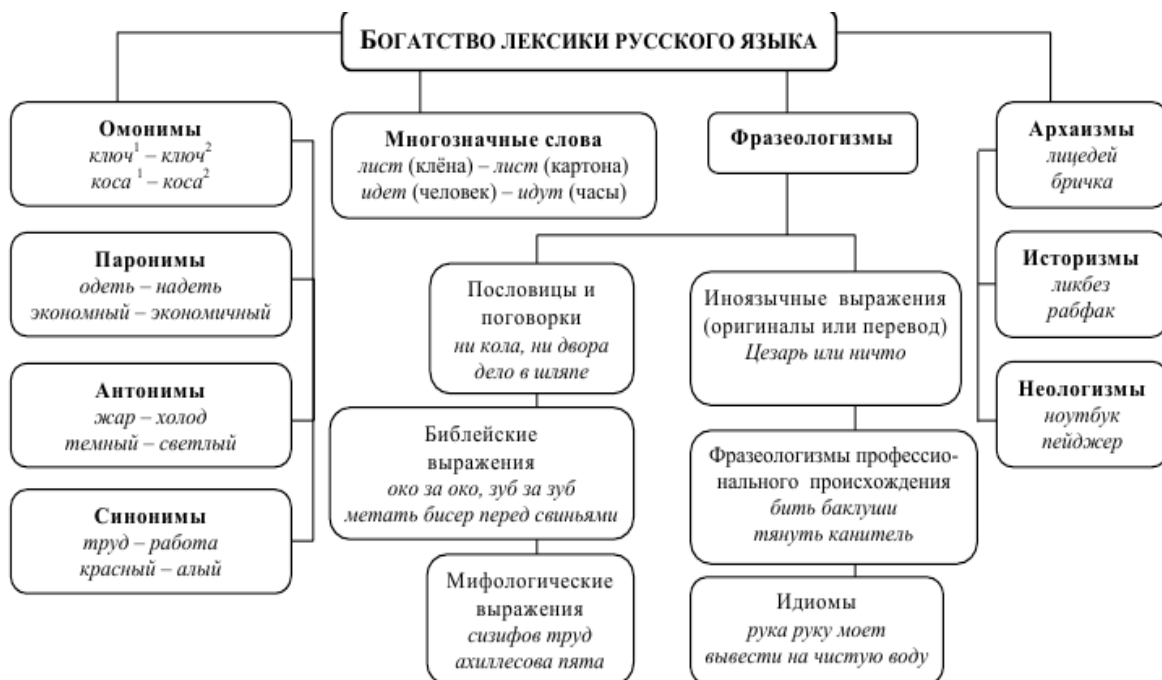 БОГАТСТВО ЛЕКСИКИ РУССКОГО ЯЗЫКА
Омонимы
ключ¹ – ключ²
коса ¹ – коса²
Паронимы
одеть – надеть
экономный – экономичный
Антонимы
жар – холод
темный – светлый
Синонимы
труд – работа
красный – алый
Многозначные слова
лист (клёна) – лист (картона)
идет (человек) – идут (часы)
Фразеологизмы
Пословицы и
поговорки
ни кола, ни двора
дело в шляпе
Библейские
выражения
око за око, зуб за зуб
метать бисер перед свиньями
Мифологические
выражения
сизифов труд
ахиллесова пята
Иноязычные выражения
(оригиналы или перевод)
Цезарь или ничто
Фразеологизмы профессио-
нального происхождения
бить баклуши
тянуть канитель
Идиомы
рука руку моет
вывести на чистую воду
Архаизмы
лицедей
бричка
Историзмы
ликбез
рабфак
Неологизмы
ноутбук
пейджер